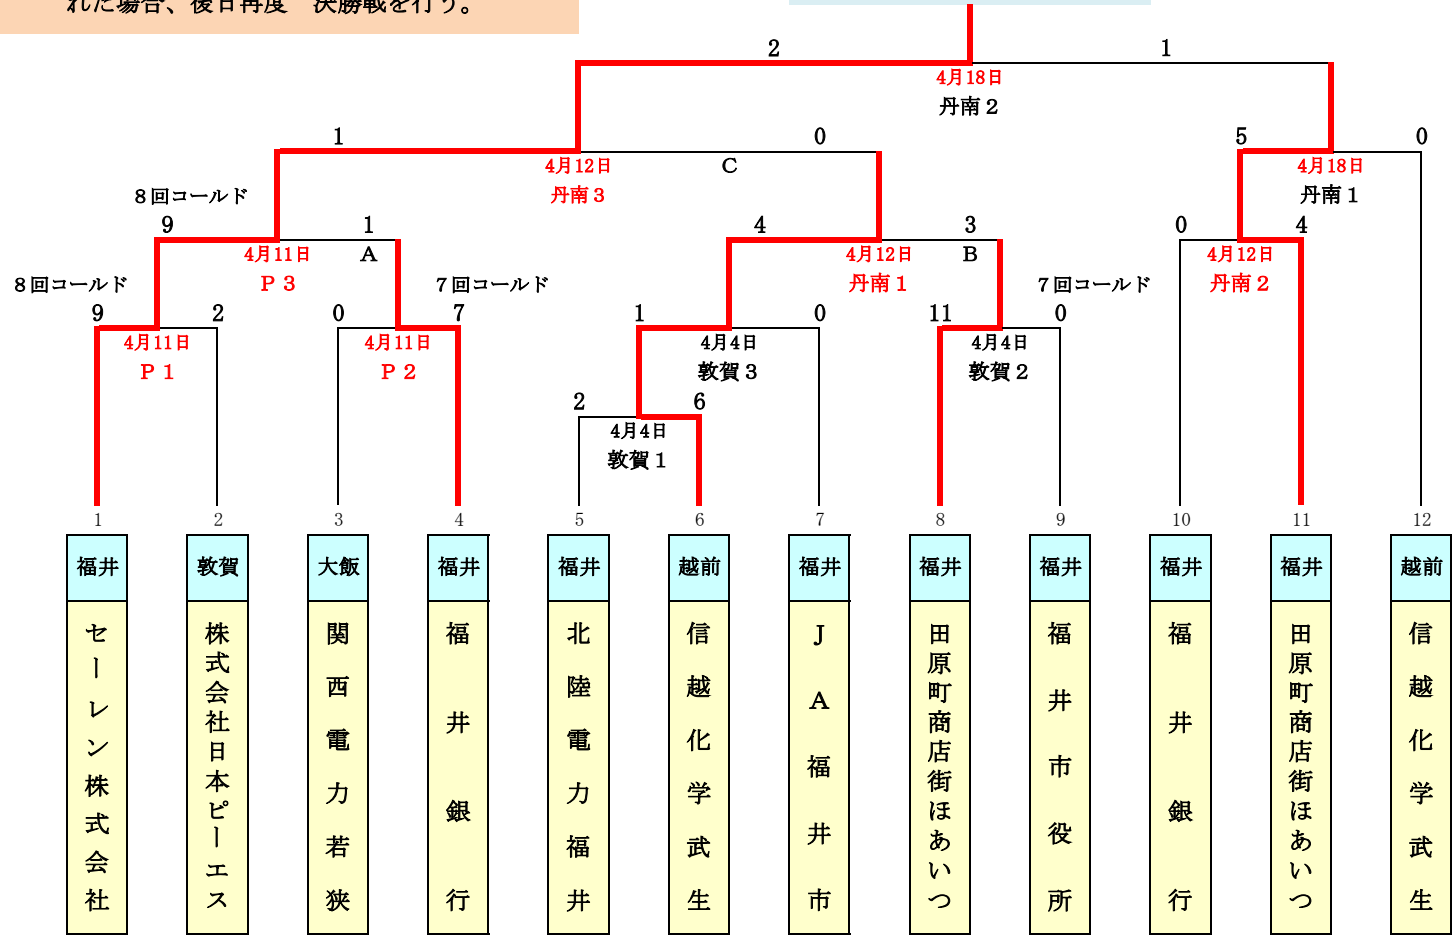 れた場合、後日再度　決勝戦を行う。
2
1
4月18日
丹南２
1
0
5
0
4月12日
C
4月18日
丹南３
丹南１
８回コールド
9
1
4
3
0
4
4月11日
A
4月12日
B
4月12日
Ｐ３
丹南１
丹南２
８回コールド
７回コールド
７回コールド
9
2
0
7
1
0
11
0
4月11日
4月11日
4月4日
4月4日
Ｐ１
Ｐ２
敦賀３
敦賀２
2
6
4月4日
敦賀１
1
2
3
4
5
6
7
8
9
10
11
12
福井
敦賀
大飯
福井
福井
越前
福井
福井
福井
福井
福井
越前
セーレン株式会社
株式会社日本ピーエス
関西電力若狭
福井銀行
北陸電力福井
信越化学武生
ＪＡ福井市
田原町商店街ほあいつ
福井市役所
福井銀行
田原町商店街ほあいつ
信越化学武生